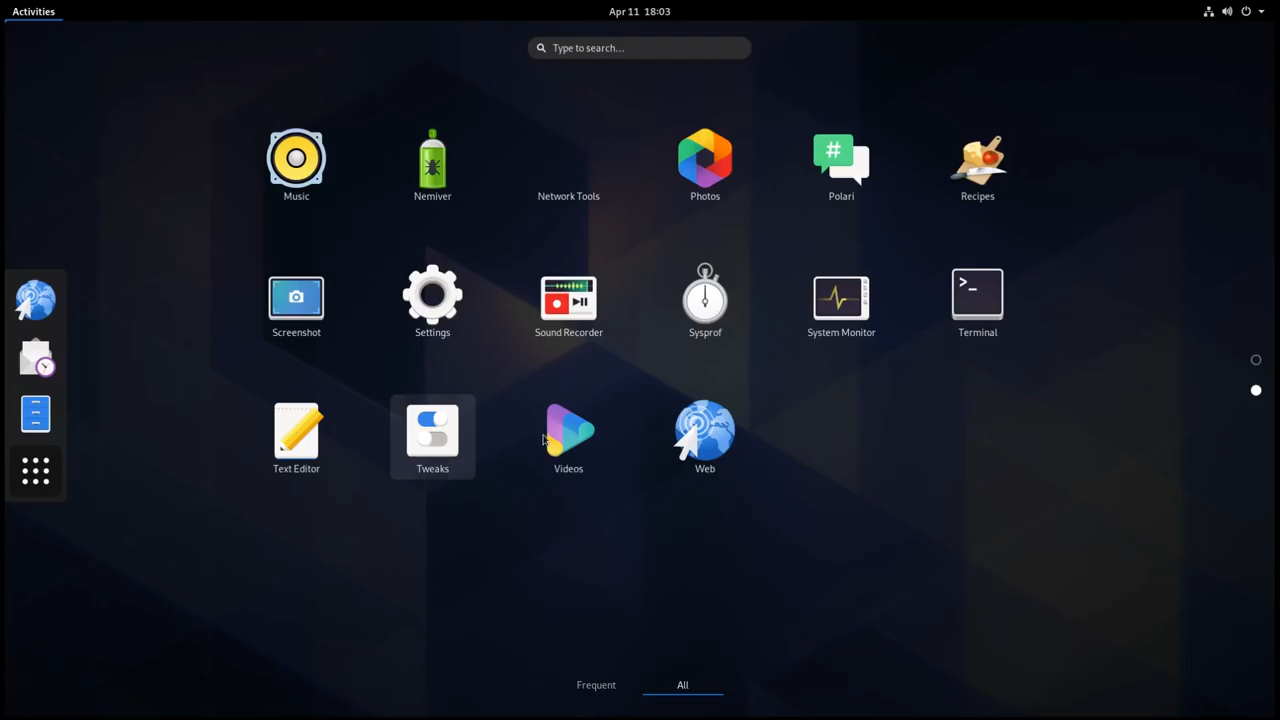 Activities
Apr 11 18:03
Type to search...
#
Music
Nemiver
Network Tools
Photos
Polari
Recipes
>_
Screenshot
Settings
Sound Recorder
Sysprof
System Monitor
Terminal
Text Editor
Tweaks
Videos
Web
Frequent
All